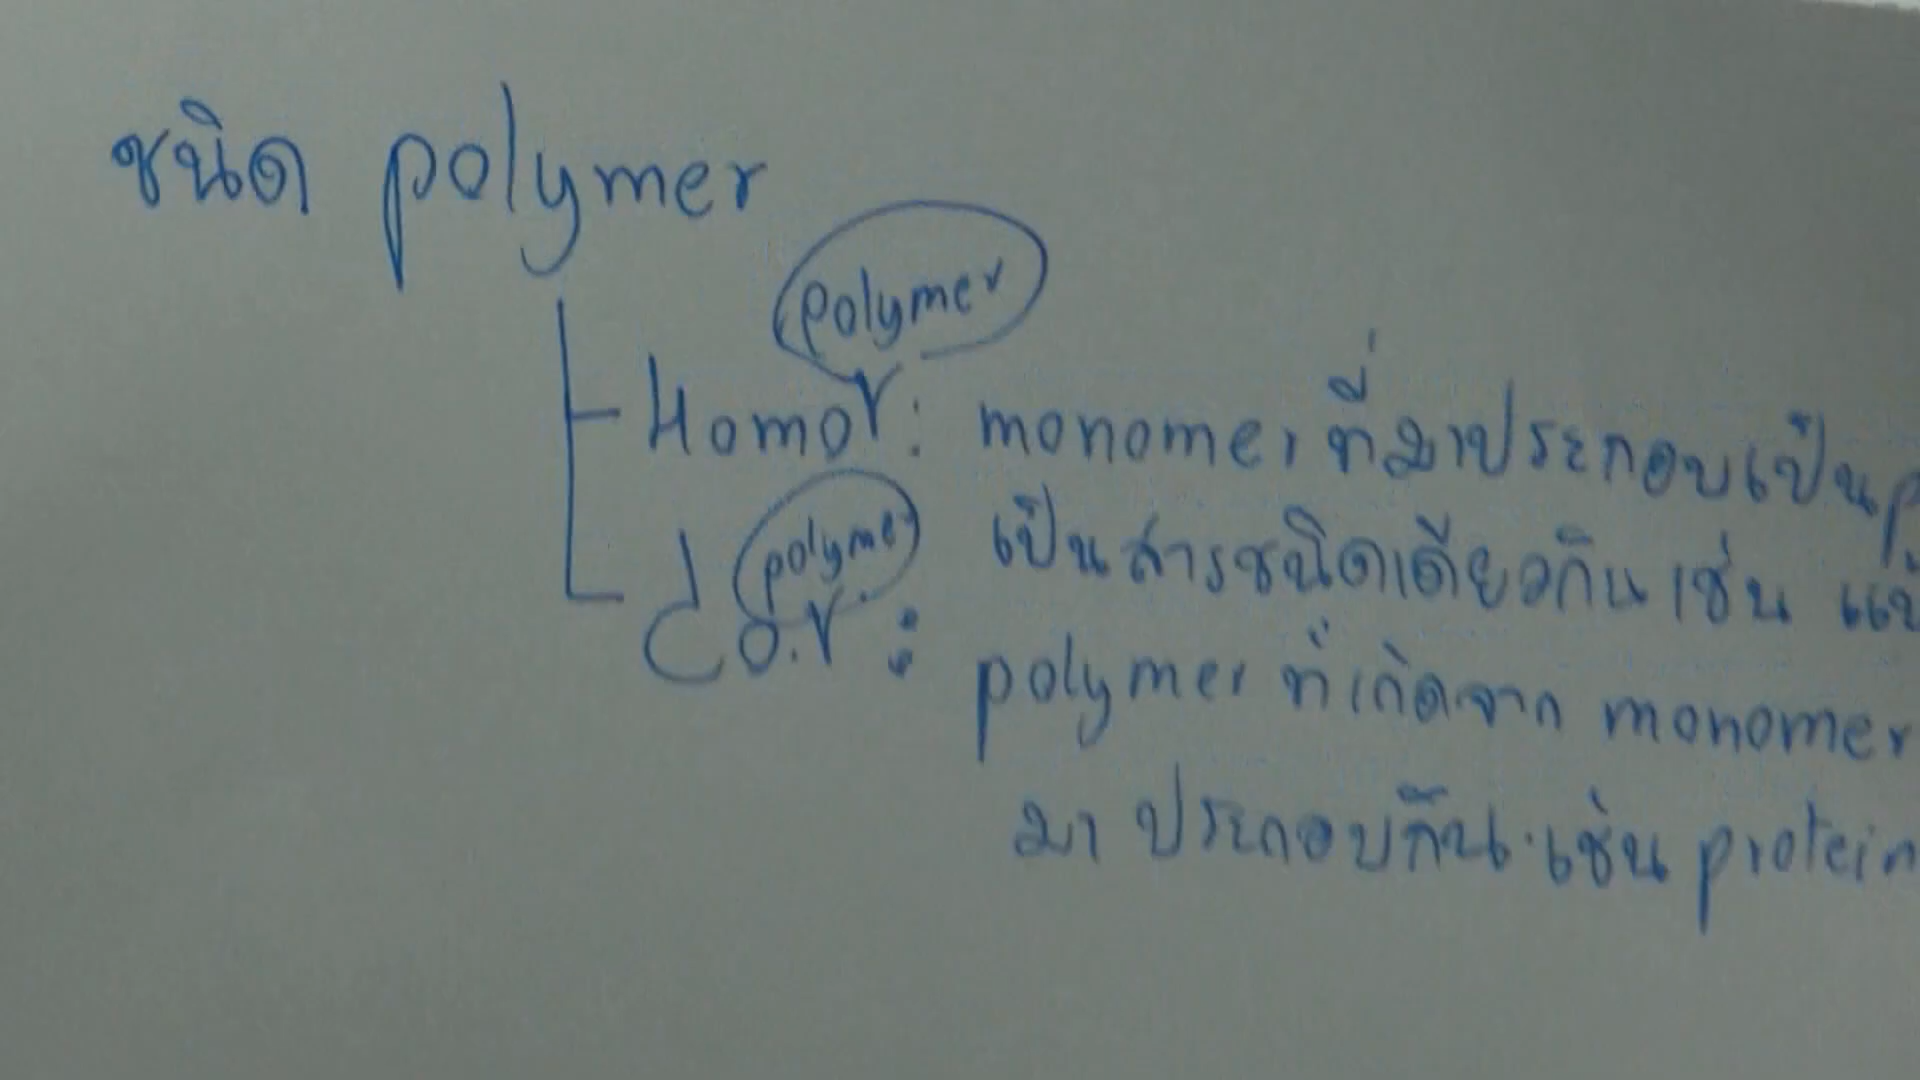 ชนิด polymer
polymer
Homo : monomer ที่มาประกอบเป็น
polymer
เป็นสารชนิดเดียวกัน เช่น
Co. : polymer ที่เกิดจาก monomer
มาประกอบกัน. เช่น protein